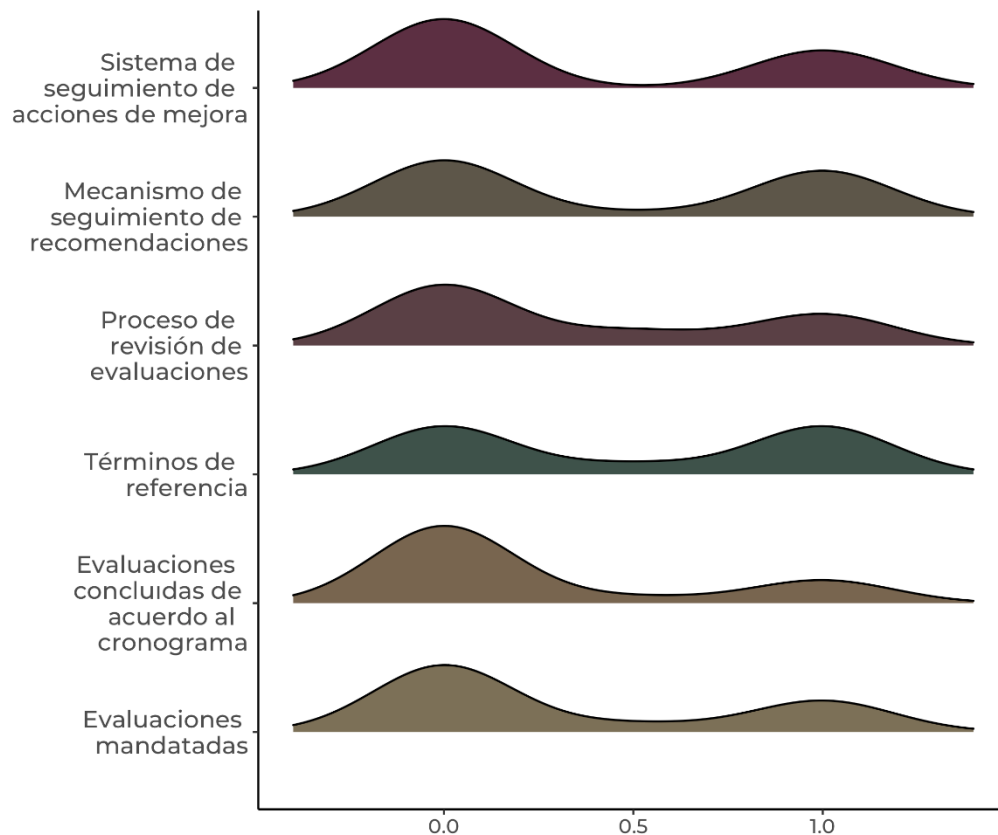 Sistema de
seguimiento de
acciones de mejora
Mecanismo de
seguimiento de
recomendaciones
Proceso de
revisión de
evaluaciones
Términos de
referencia
Evaluaciones
concluıdas de
acuerdo al
cronograma
Evaluaciones
mandatadas
0.0 0.5 1.0